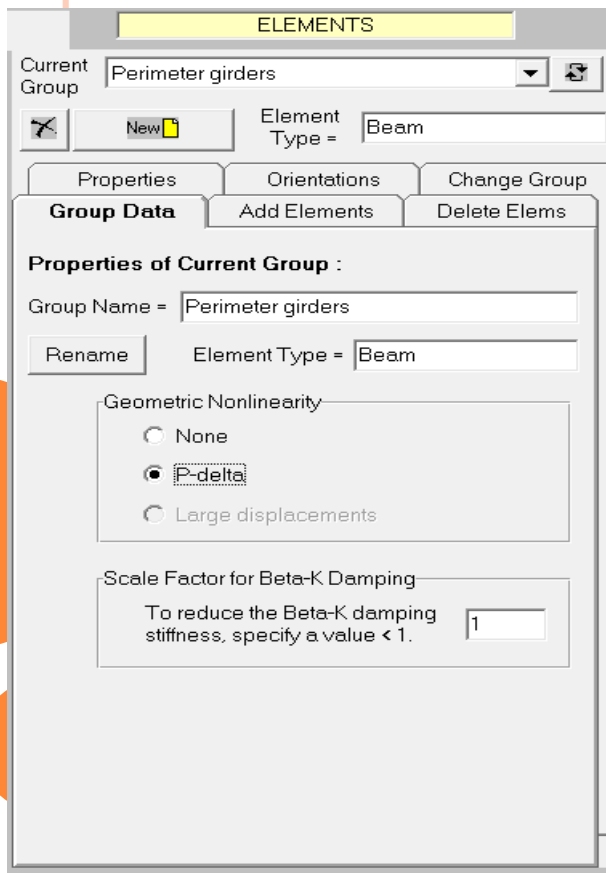 ELEMENTS
Current Group
Perimeter girders
New
Element Type =
Beam
Properties
Orientations
Change Group
Group Data
Add Elements
Delete Elems
Properties of Current Group :
Group Name =
Perimeter girders
Rename
Element Type =
Beam
Geometric Nonlinearity
None
P-delta
Large displacements
Scale Factor for Beta-K Damping
To reduce the Beta-K damping
stiffness, specify a value < 1.
1